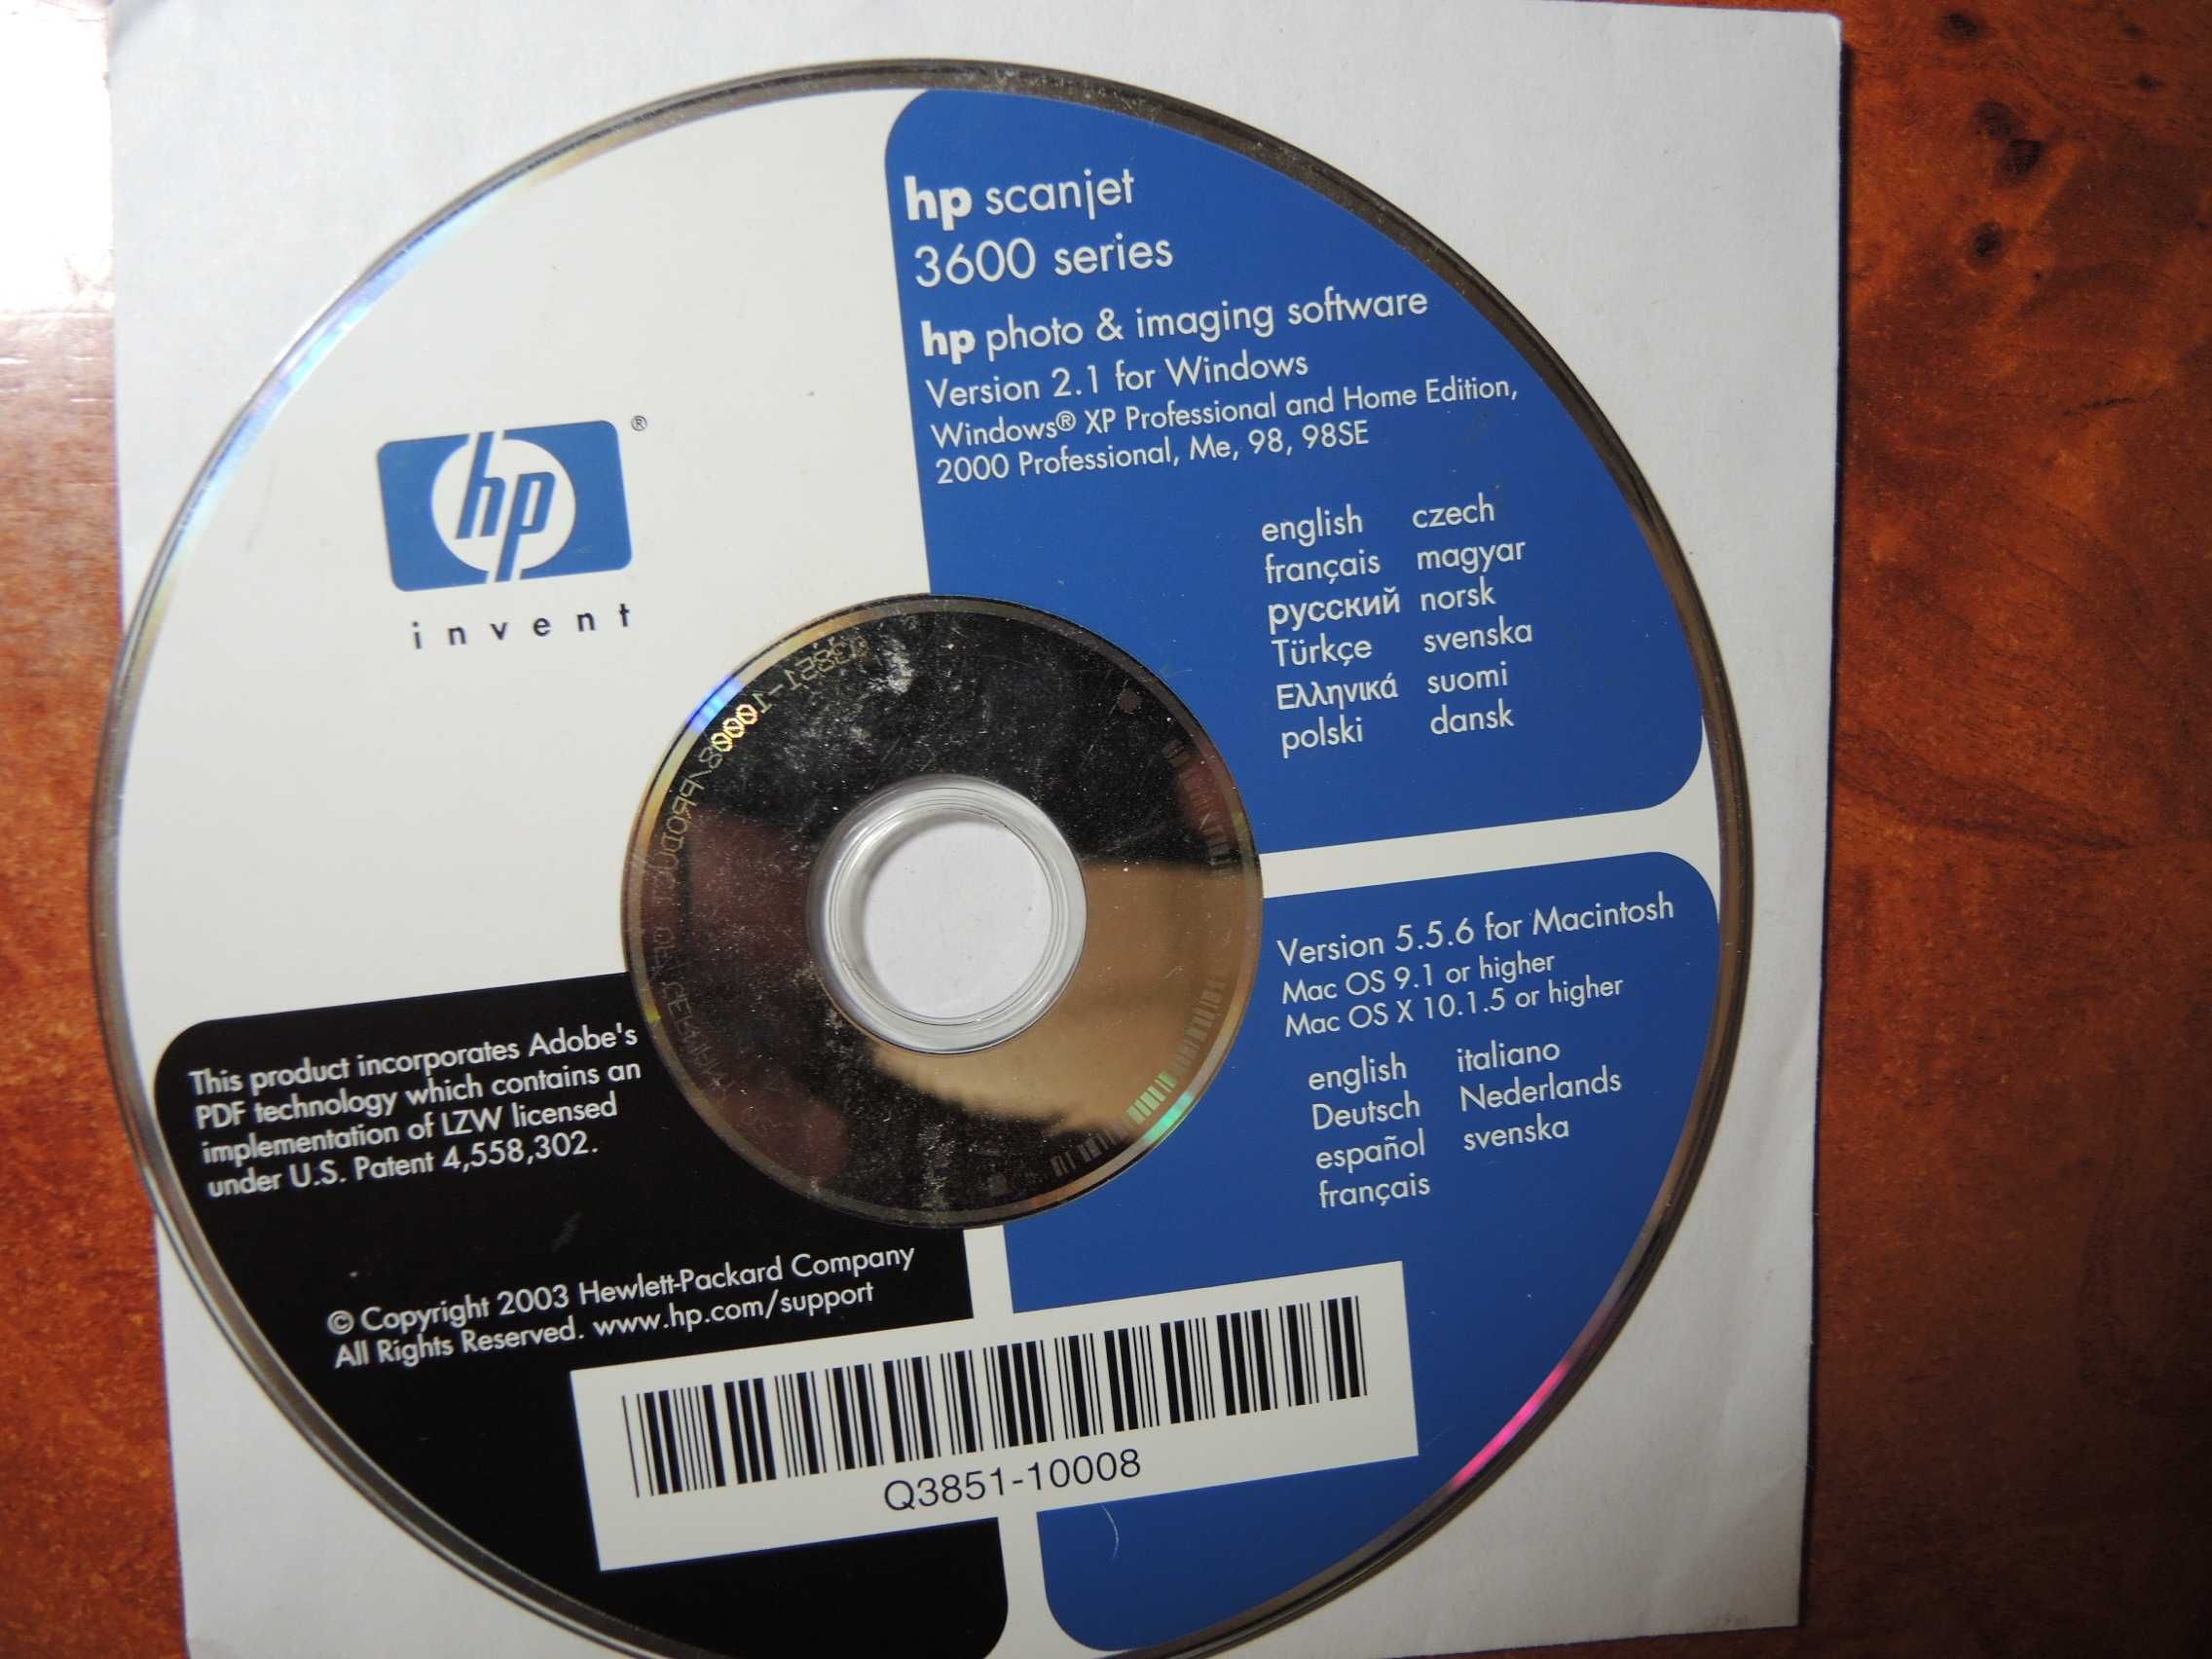 hp scanjet
3600 series
hp photo & imaging software
Version 2.1 for Windows
Windows® XP Professional and Home Edition,
2000 Professional, Me, 98, 98SE
english czech
français magyar
русский norsk
Türkçe svenska
Ελληνικά suomi
polski dansk
hp ®
invent
Version 5.5.6 for Macintosh
Mac OS 9.1 or higher
Mac OS X 10.1.5 or higher
english italiano
Deutsch Nederlands
español svenska
français
This product incorporates Adobe's
PDF technology which contains an
implementation of LZW licensed
under U.S. Patent 4,558,302.
© Copyright 2003 Hewlett-Packard Company
All Rights Reserved. www.hp.com/support
Q3851-10008